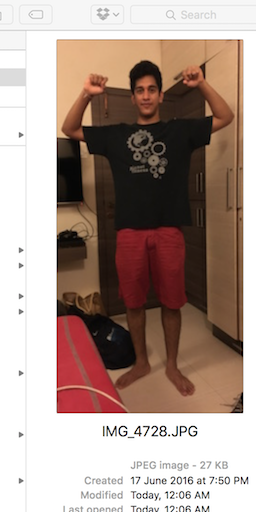 Search
IMG_4728.JPG
JPEG image - 27 KB
Created 17 June 2016 at 7:50 PM
Modified Today, 12:06 AM
Last opened Today, 12:06 AM